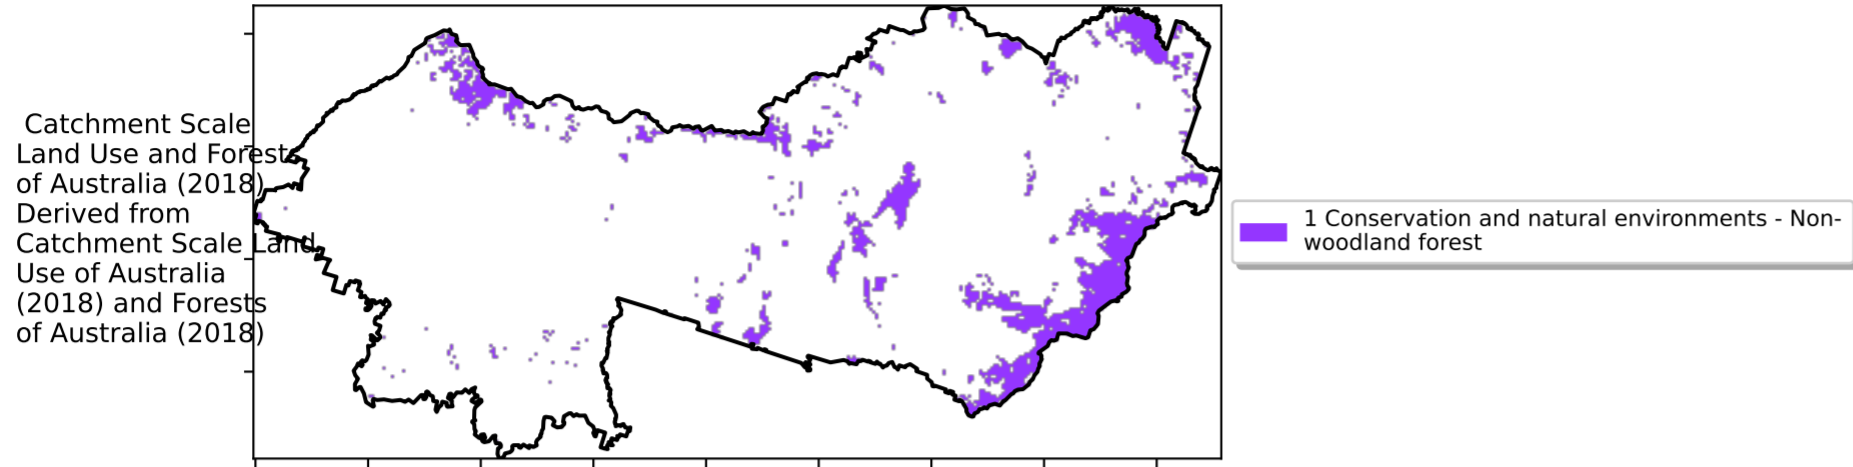 Catchment Scale
Land Use and Forests
of Australia (2018)
Derived from
Catchment Scale Land
Use of Australia
(2018) and Forests
of Australia (2018)
1 Conservation and natural environments - Non-
woodland forest